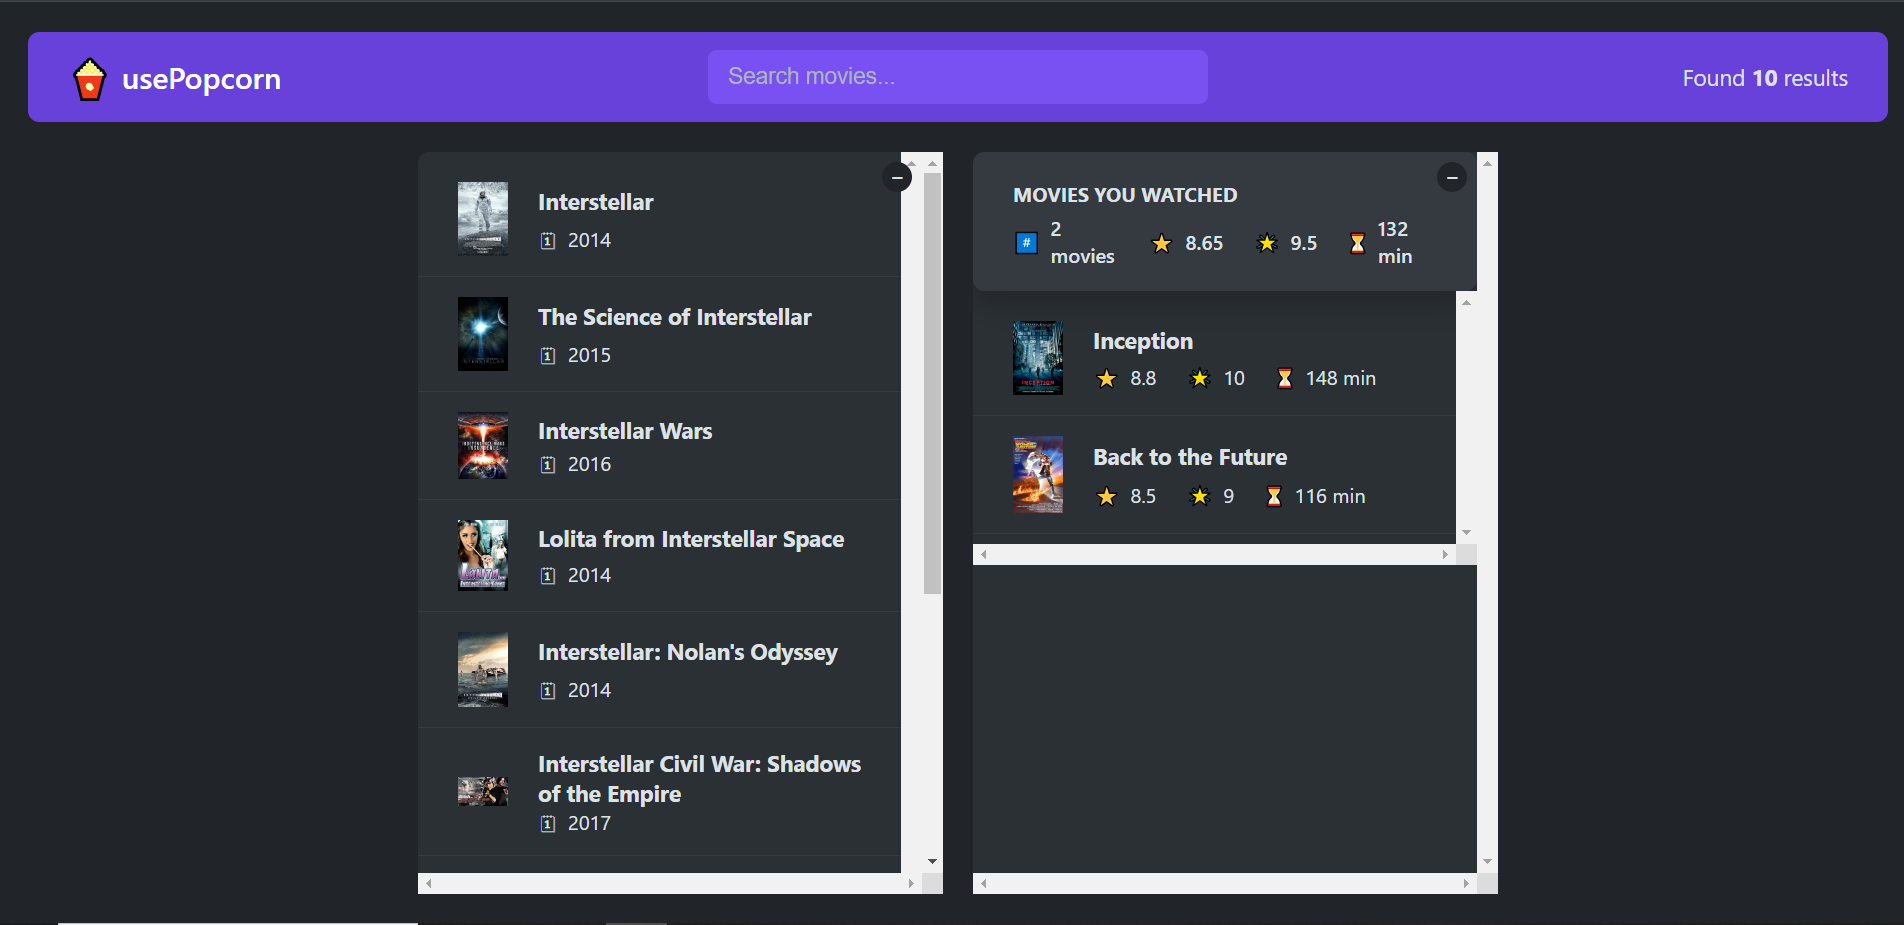 usePopcorn
Search movies...
Found 10 results
Interstellar
2014
The Science of Interstellar
2015
Interstellar Wars
2016
Lolita from Interstellar Space
2014
Interstellar: Nolan's Odyssey
2014
Interstellar Civil War: Shadows
of the Empire
2017
MOVIES YOU WATCHED
# 2 movies 8.65 9.5 132 min
Inception
8.8 10 148 min
Back to the Future
8.5 9 116 min